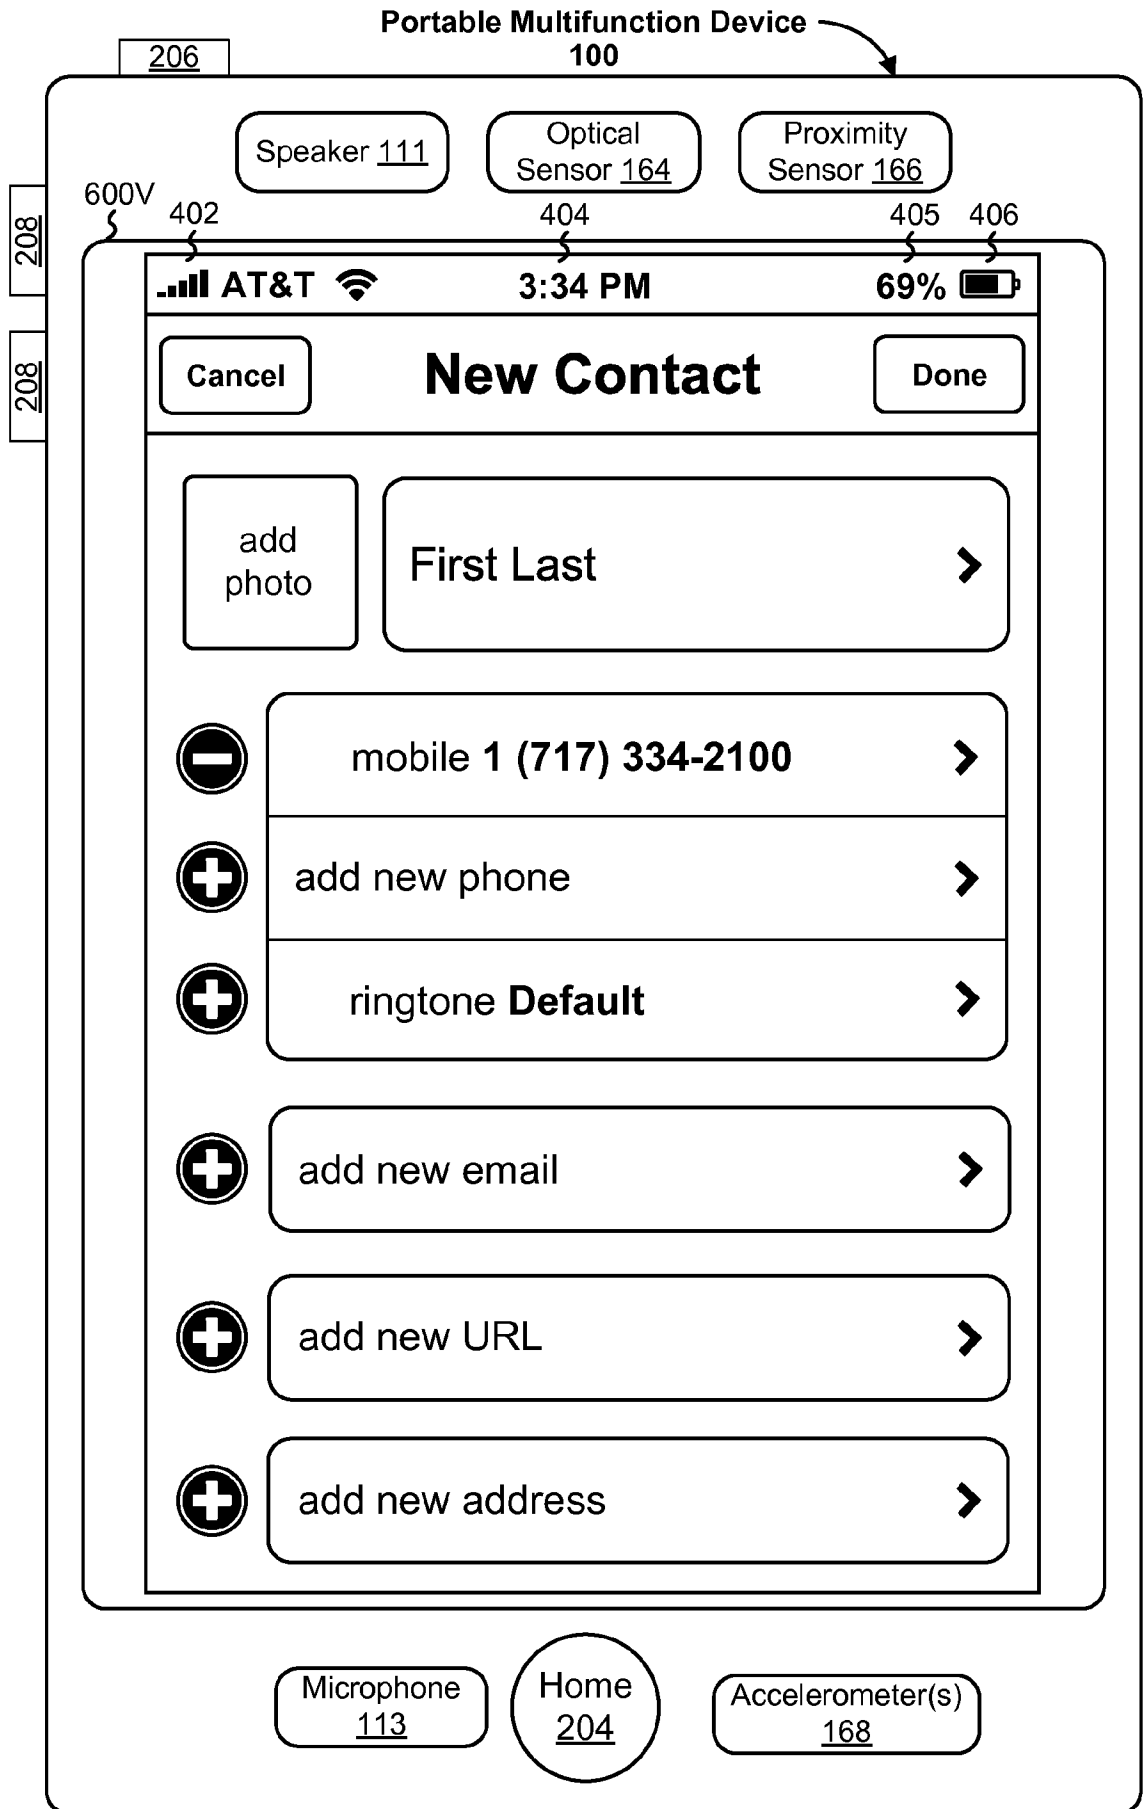 Portable Multifunction Device
100
206
Speaker 111
Optical
Sensor 164
Proximity
Sensor 166
600V
402
404
405
406
208
AT&T
3:34 PM
69%
208
Cancel
New Contact
Done
add
photo
First Last
mobile 1 (717) 334-2100
add new phone
ringtone Default
add new email
add new URL
add new address
Microphone
113
Home
204
Accelerometer(s)
168